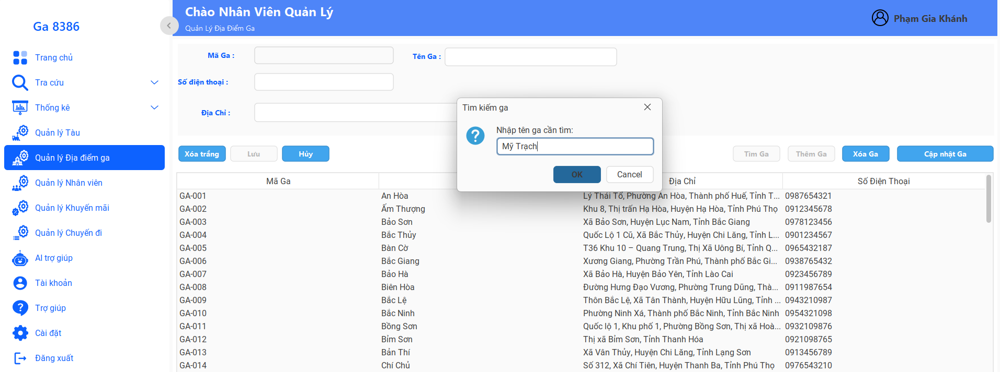 Ga 8386
Trang chủ
Tra cứu
Thống kê
Quản lý Tàu
Quản lý Địa điểm ga
Quản lý Nhân viên
Quản lý Khuyến mãi
Quản lý Chuyến đi
AI trợ giúp
Tài khoản
Trợ giúp
Cài đặt
Đăng xuất
Chào Nhân Viên Quản Lý
Quản Lý Địa Điểm Ga
Phạm Gia Khánh
Mã Ga :
Tên Ga :
Số điện thoại :
Địa Chỉ :
Tìm kiếm ga
Nhập tên ga cần tìm:
Mỹ Trạch
OK Cancel
Xóa trắng Lưu Hủy Tìm Ga Thêm Ga Xóa Ga Cập nhật Ga
Mã Ga Địa Chỉ Số Điện Thoại
GA-001 An Hòa Lý Thái Tổ, Phường An Hòa, Thành phố Huế, Tỉnh T... 0987654321
GA-002 Ấm Thượng Khu 8, Thị trấn Hạ Hòa, Huyện Hạ Hòa, Tỉnh Phú Thọ 0912345678
GA-003 Bảo Sơn Xã Bảo Sơn, Huyện Lục Nam, Tỉnh Bắc Giang 0978123456
GA-004 Bắc Thủy Quốc Lộ 1 Cũ, Xã Bắc Thủy, Huyện Chi Lăng, Tỉnh L... 0901234567
GA-005 Bàn Cờ T36 Khu 10 – Quang Trung, Thị Xã Uông Bí, Tỉnh Q... 0965432187
GA-006 Bắc Giang Xương Giang, Phường Trần Phú, Thành phố Bắc Gi... 0938765432
GA-007 Bảo Hà Xã Bảo Hà, Huyện Bảo Yên, Tỉnh Lào Cai 0923456789
GA-008 Biên Hòa Đường Hưng Đạo Vương, Phường Trung Dũng, Thà... 0911987654
GA-009 Bắc Lệ Thôn Bắc Lệ, Xã Tân Thành, Huyện Hữu Lũng, Tỉnh ... 0943210987
GA-010 Bắc Ninh Phường Ninh Xá, Thành phố Bắc Ninh, Tỉnh Bắc Ninh 0954321098
GA-011 Bồng Sơn Quốc lộ 1, Khu phố 1, Phường Bồng Sơn, Thị xã Hoà... 0932109876
GA-012 Bỉm Sơn Thị xã Bỉm Sơn, Tỉnh Thanh Hóa 0921098765
GA-013 Bản Thí Xã Vân Thủy, Huyện Chi Lăng, Tỉnh Lạng Sơn 0913456789
GA-014 Chí Chủ Số 312, Xã Chí Tiên, Huyện Thanh Ba, Tỉnh Phú Thọ 0976543210